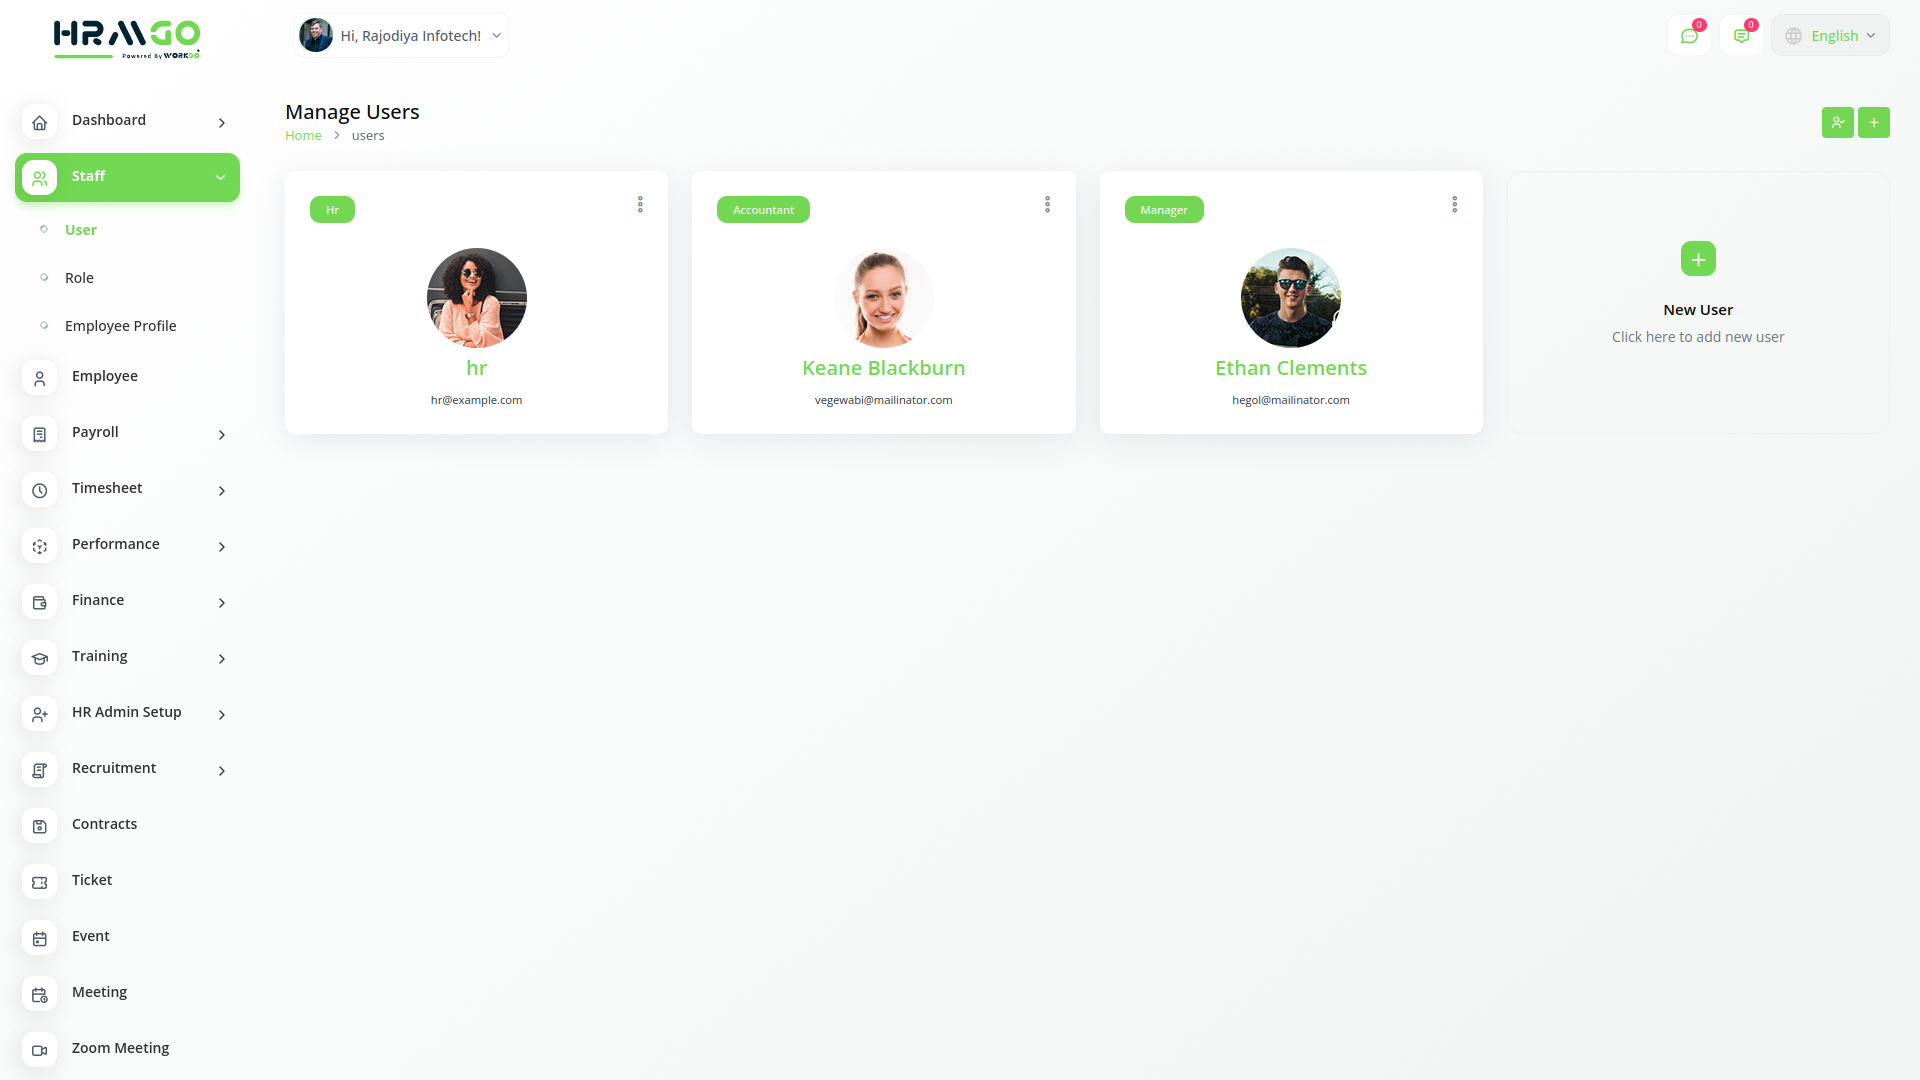 HRMGO
Powered By WORKDO
Hi, Rajodiya Infotech!
0
0
English
Dashboard
Staff
User
Role
Employee Profile
Employee
Payroll
Timesheet
Performance
Finance
Training
HR Admin Setup
Recruitment
Contracts
Ticket
Event
Meeting
Zoom Meeting
Manage Users
Home > users
Hr
hr
hr@example.com
Accountant
Keane Blackburn
vegewabi@mailinator.com
Manager
Ethan Clements
hegol@mailinator.com
New User
Click here to add new user